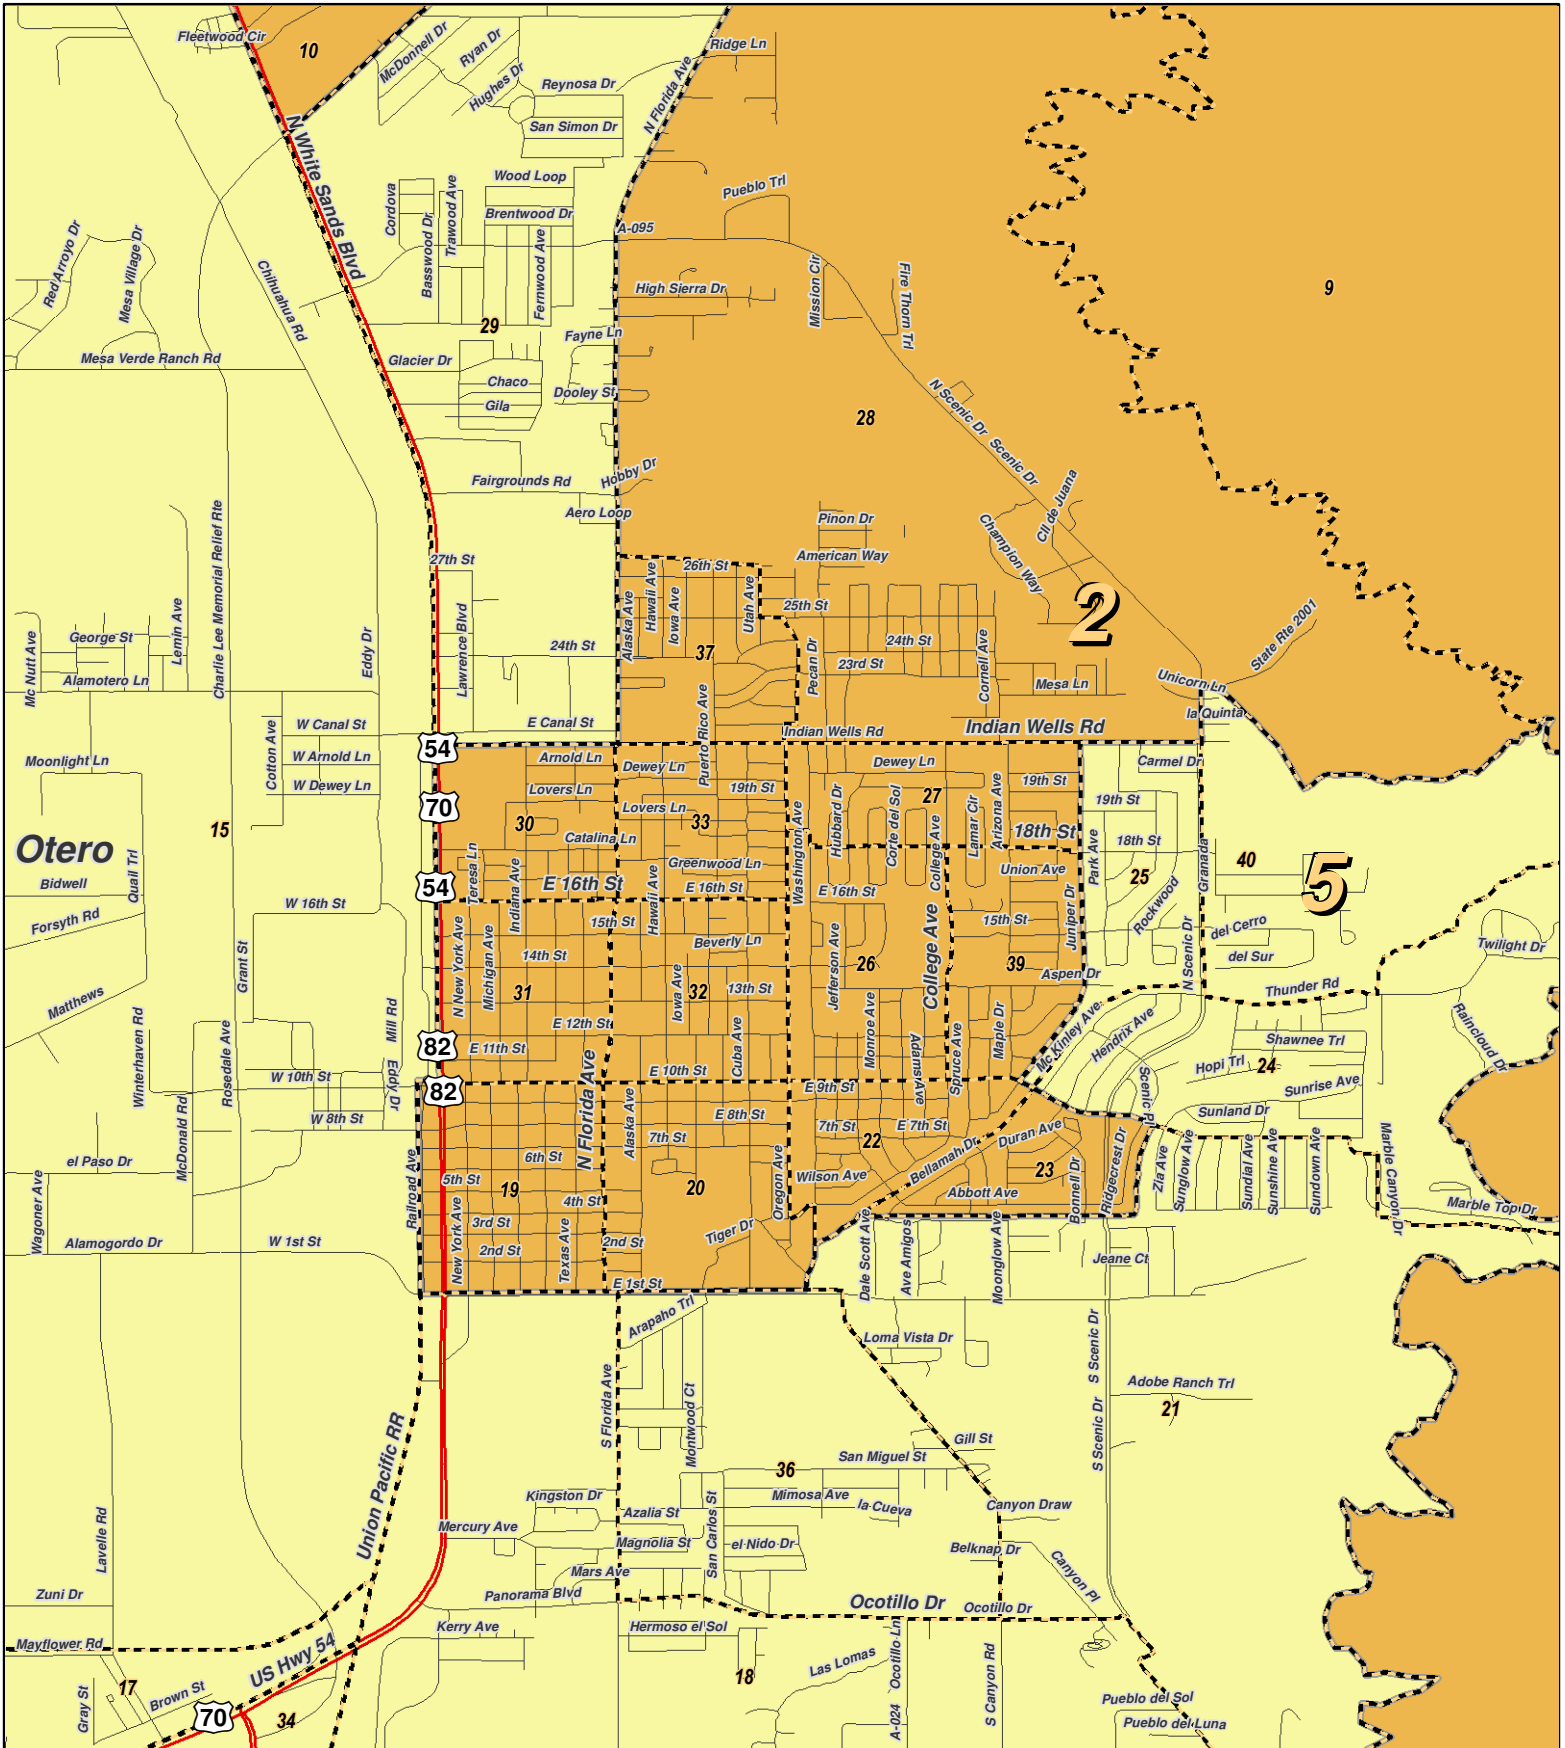 Fleetwood Cir
10
McDonnell Dr
Ryan Dr
Hughes Dr
Reynosa Dr
San Simon Dr
N Florida Ave
Ridge Ln
N White Sands Blvd
Wood Loop
Brentwood Dr
Cordova
Basswood Dr
Trawood Ave
Fernwood Ave
Pueblo Trl
A-095
Red Arroyo Dr
Mesa Village Dr
Chihuahua Rd
High Sierra Dr
Mission Cir
Fire Thorn Trl
9
29
Fayne Ln
Mesa Verde Ranch Rd
Glacier Dr
Chaco
Gila
Dooley St
28
N Scenic Dr
Scenic Dr
Fairgrounds Rd
Hobby Dr
Aero Loop
Pinon Dr
American Way
Champion Way
Cll de Juana
27th St
26th St
Hawaii Ave
Iowa Ave
Alaska Ave
Utah Ave
25th St
2
Charlie Lee Memorial Relief Rte
Mc Nutt Ave
George St
Lemin Ave
Alamotero Ln
Eddy Dr
Lawrence Blvd
24th St
37
Pecan Dr
24th St
23rd St
Cornell Ave
Mesa Ln
State Rte 2001
Unicorn Ln
la Quinta
Puerto Rico Ave
W Canal St
E Canal St
Indian Wells Rd
Indian Wells Rd
54
Cotton Ave
W Arnold Ln
W Dewey Ln
Moonlight Ln
Arnold Ln
Dewey Ln
Dewey Ln
Carmel Dr
70
Lovers Ln
Lovers Ln
19th St
27
19th St
19th St
15
30
33
Catalina Ln
Washington Ave
Hubbard Dr
Corte del Sol
College Ave
Lamar Cir
Arizona Ave
18th St
Park Ave
18th St
Granada
40
5
Otero
Bidwell
Quail Trl
54
Teresa Ln
Indiana Ave
E 16th St
Greenwood Ln
Hawaii Ave
E 16th St
E 16th St
Union Ave
25
Rockwood
Forsyth Rd
W 16th St
15th St
Beverly Ln
15th St
Juniper Dr
del Cerro
del Sur
Twilight Dr
Grant St
N New York Ave
Michigan Ave
14th St
31
32
Iowa Ave
13th St
Jefferson Ave
26
College Ave
39
Aspen Dr
N Scenic Dr
Thunder Rd
Matthews
Winterhaven Rd
Rosedale Ave
Mill Rd
82
E 12th St
E 11th St
Cuba Ave
Monroe Ave
Adams Ave
Spruce Ave
Maple Dr
Mc Kinley Ave
Hendrix Ave
Shawnee Trl
Hopi Trl
24
Raincloud Dr
W 10th St
Eddy Dr
82
N Florida Ave
E 10th St
E 9th St
Sunrise Ave
Sunland Dr
Scenic Pl
McDonald Rd
W 8th St
Alaska Ave
E 8th St
7th St
7th St
E 7th St
22
Bellamah Dr
Duran Ave
el Paso Dr
Railroad Ave
6th St
5th St
19
20
Oregon Ave
Wilson Ave
23
Abbott Ave
Bonnell Dr
Ridgecrest Dr
Zia Ave
Sunglow Ave
Sundial Ave
Sunshine Ave
Sundown Ave
Marble Canyon Dr
Marble Top Dr
Wagoner Ave
Alamogordo Dr
W 1st St
New York Ave
4th St
3rd St
2nd St
Texas Ave
2nd St
Tiger Dr
E 1st St
Dale Scott Ave
Ave Amigos
Moonglow Ave
Jeane Ct
Arapaho Trl
Loma Vista Dr
S Scenic Dr
Adobe Ranch Trl
21
S Florida Ave
Montwood Ct
S Scenic Dr
Union Pacific RR
Gill St
San Miguel St
36
Mimosa Ave
la Cueva
Canyon Draw
Kingston Dr
Azalia St
San Carlos St
Lavelle Rd
Mercury Ave
Magnolia St
el Nido Dr
Belknap Dr
Canyon Pl
Mars Ave
Zuni Dr
Panorama Blvd
Ocotillo Dr
Ocotillo Dr
Mayflower Rd
Kerry Ave
Hermoso el Sol
US Hwy 54
17
Gray St
Brown St
70
34
18
Las Lomas
Ocotillo Ln
A-024
S Canyon Rd
Pueblo del Sol
Pueblo del Luna